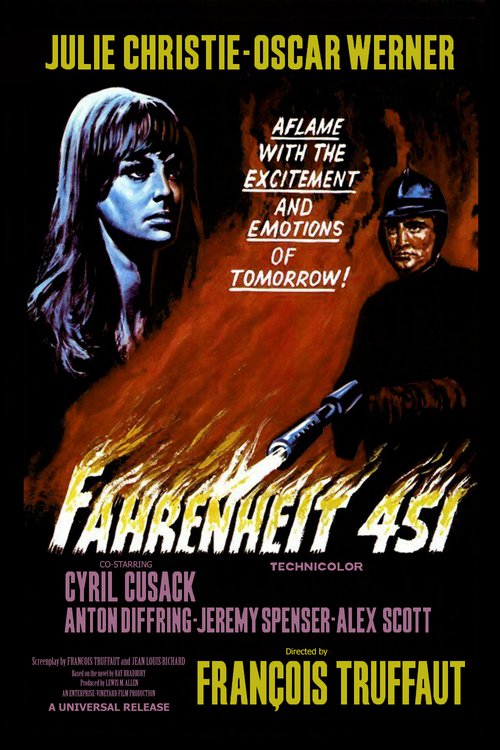 JULIE CHRISTIE-OSCAR WERNER
AFLAME
WITH THE
EXCITEMENT
AND
EMOTIONS
OF
TOMORROW!
FAHRENHEIT 451
CO-STARRING
TECHNICOLOR
CYRIL CUSACK
ANTON DIFFRING-JEREMY SPENSER-ALEX SCOTT
Directed by
FRANÇOIS TRUFFAUT
Screenplay by FRANCOIS TRUFFAUT and JEAN LOUIS RICHARD
Based on the novel by RAY BRADBURY
Produced by LEWIS M. ALLEN
AN ENTERPRISE-VINEYARD FILM PRODUCTION
A UNIVERSAL RELEASE